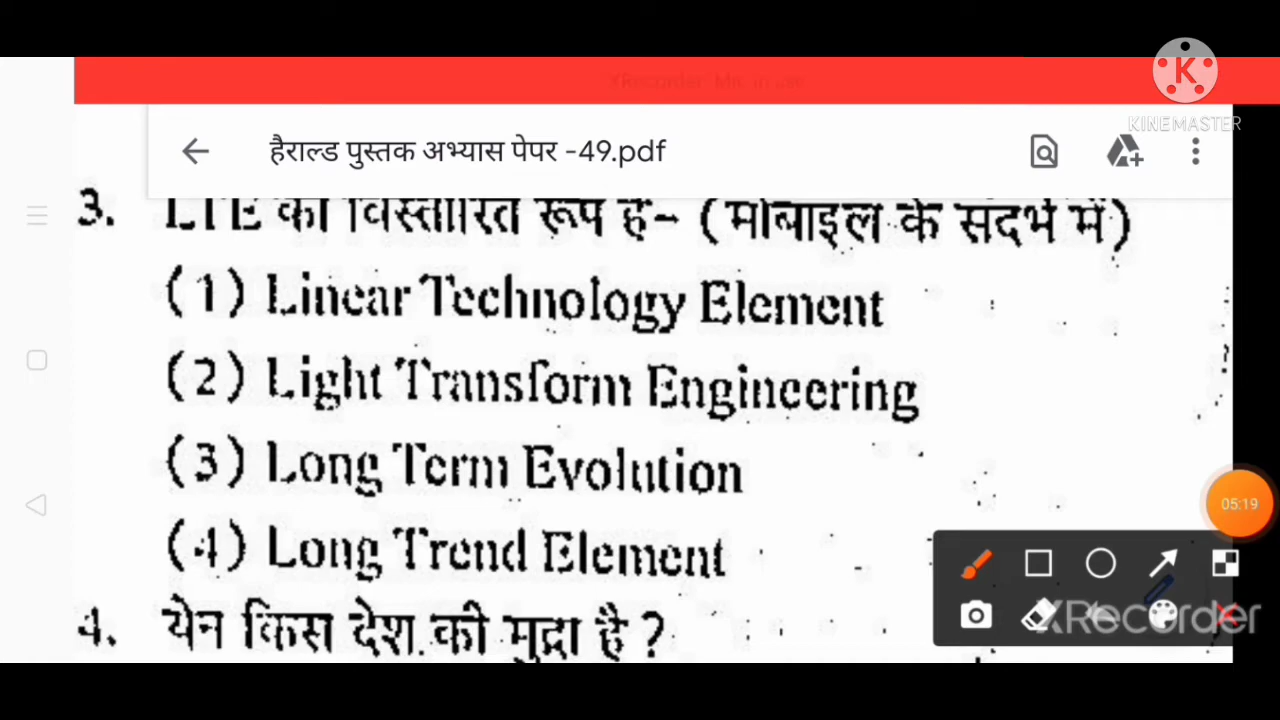 KINEMASTER
हैराल्ड पुस्तक अभ्यास पेपर -49.pdf
3. LTE का विस्तारित रूप है- (मोबाइल के संदर्भ में)
(1) Linear Technology Element
(2) Light Transform Engineering
(3) Long Term Evolution
(4) Long Trend Element
4. येन किस देश की मुद्रा है ?
05:19
XRecorder